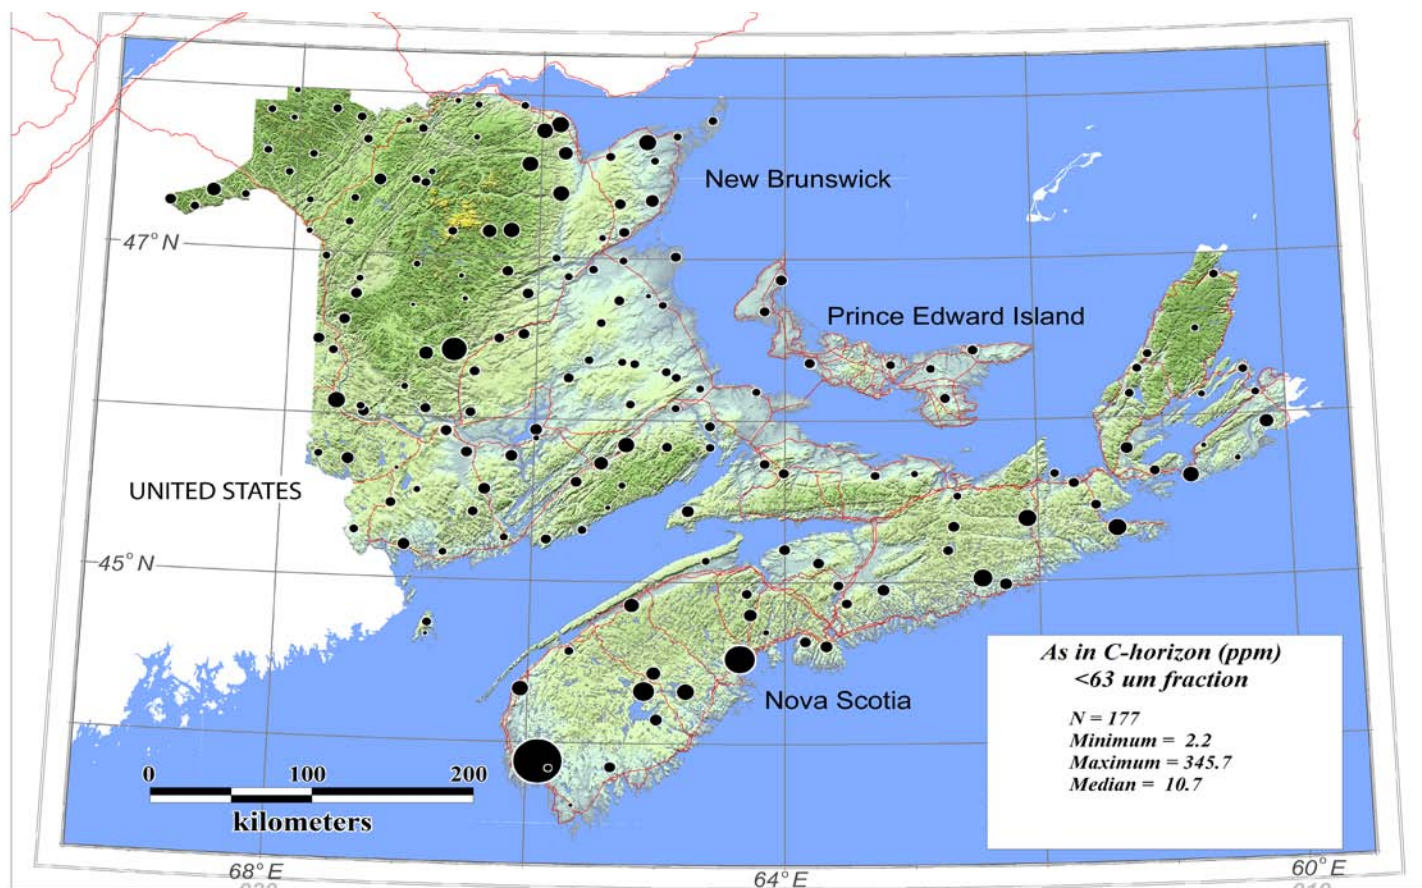 New Brunswick
47° N
Prince Edward Island
UNITED STATES
45° N
As in C-horizon (ppm)
<63 um fraction
Nova Scotia
N = 177
Minimum = 2.2
Maximum = 345.7
Median = 10.7
0 100 200
kilometers
68° E
64° E
60° E